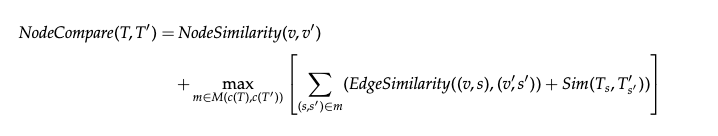 NodeCompare(T, T′) = NodeSimilarity(v, v′)
+ max_{m∈M(c(T),c(T′))} [ ∑_{(s,s′)∈m} (EdgeSimilarity((v, s), (v′, s′)) + Sim(T_s, T′_{s′})) ]